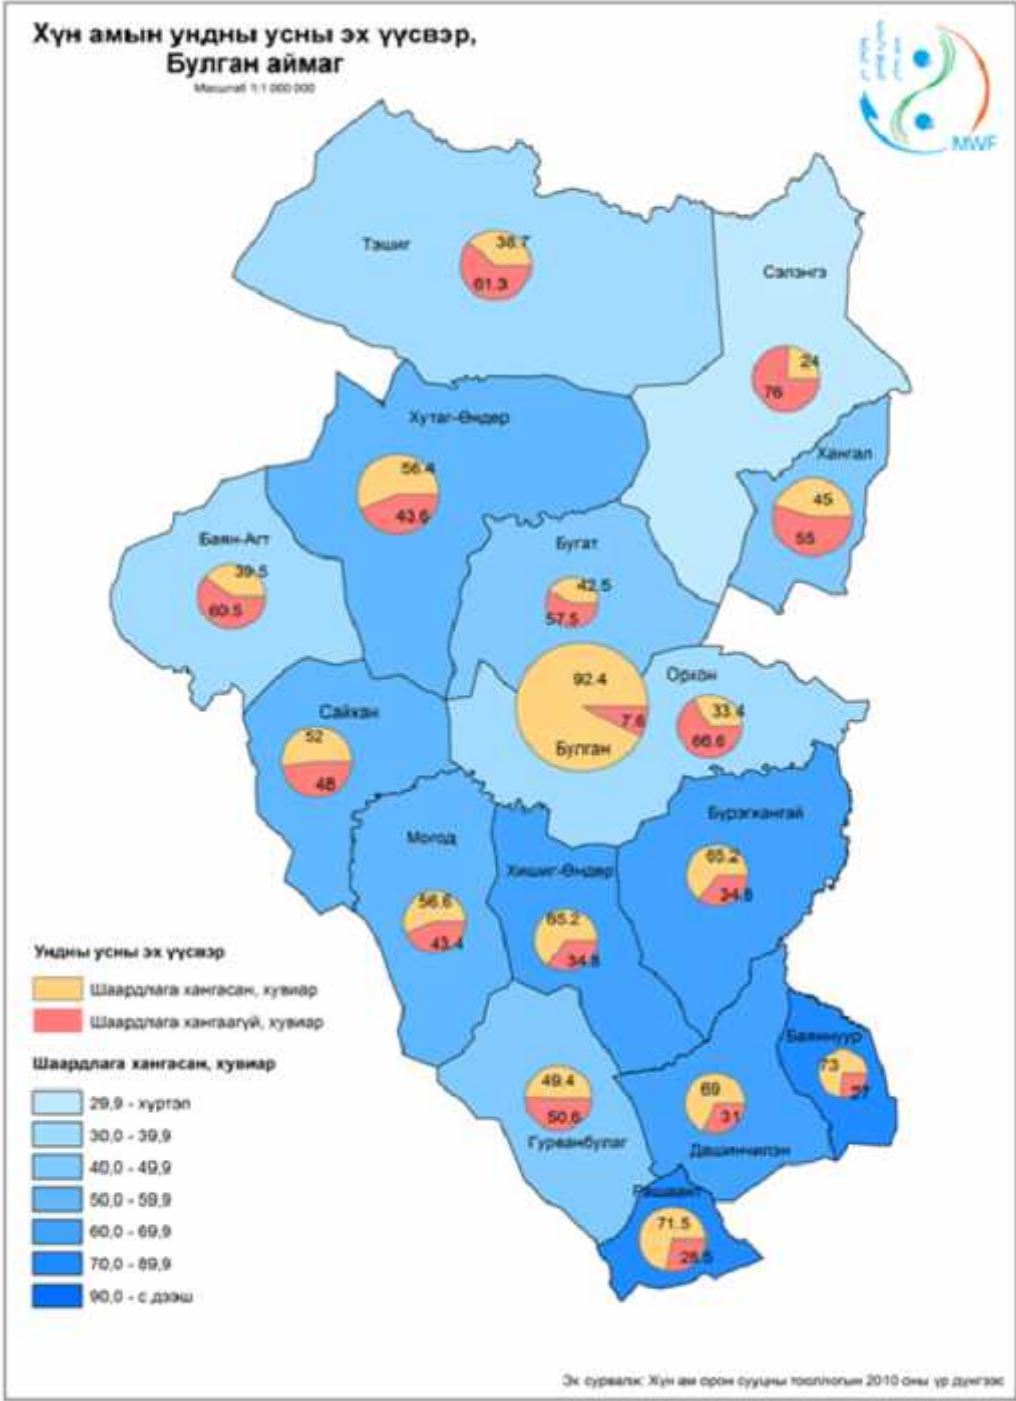 Хүн амын ундны усны эх үүсвэр,
Булган аймаг
Масштаб 1:1 000 000
MWF
Тэшиг
38.7
61.3
Сэлэнгэ
24
76
Хутаг-Өндөр
56.4
43.6
Хангал
45
55
Баян-Агт
39.5
60.5
Бугат
42.5
57.5
92.4
7.6
Булган
Орхон
33.4
66.6
Сайхан
52
48
Могод
56.6
43.4
Хишиг-Өндөр
65.2
34.8
Бүрэгхангай
65.2
34.8
Баяннуур
73
27
Гурванбулаг
49.4
50.6
Дашинчилэн
69
31
Рашаант
71.5
28.5
Ундны усны эх үүсвэр
Шаардлага хангасан, хувиар
Шаардлага хангаагүй, хувиар
Шаардлага хангасан, хувиар
29,9 - хүртэл
30,0 - 39,9
40,0 - 49,9
50,0 - 59,9
60,0 - 69,9
70,0 - 89,9
90,0 - с дээш
Эх сурвалж: Хүн ам орон сууцны тооллогын 2010 оны үр дүнгээс